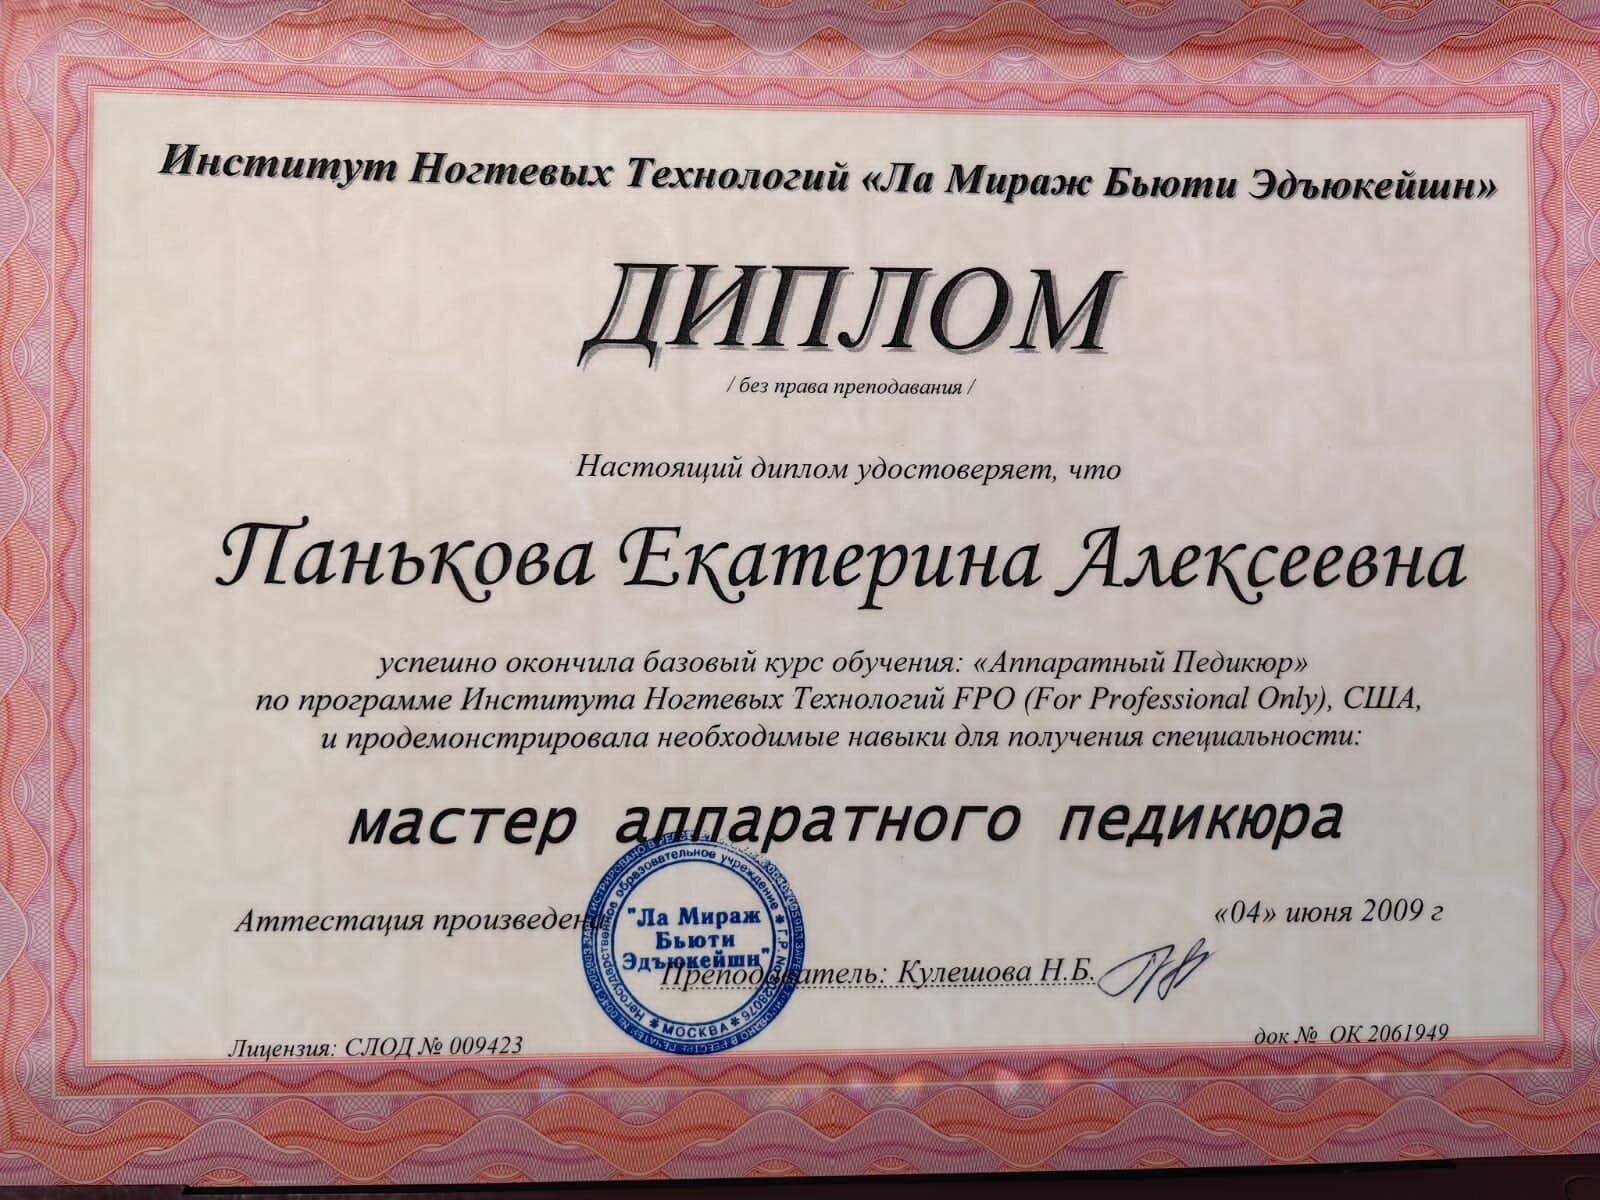 Институт Ногтевых Технологий «Ла Мираж Бьюти Эдъюкейшн»
ДИПЛОМ
/ без права преподавания /
Настоящий диплом удостоверяет, что
Панькова Екатерина Алексеевна
успешно окончила базовый курс обучения: «Аппаратный Педикюр»
по программе Института Ногтевых Технологий FPO (For Professional Only), США,
и продемонстрировала необходимые навыки для получения специальности:
мастер аппаратного педикюра
Аттестация произведена
«04» июня 2009 г
Негосударственное образовательное учреждение
"Ла Мираж
Бьюти
Эдъюкейшн"
* МОСКВА *
Преподаватель: Кулешова Н.Б.
Лицензия: СЛОД № 009423
док № ОК 2061949